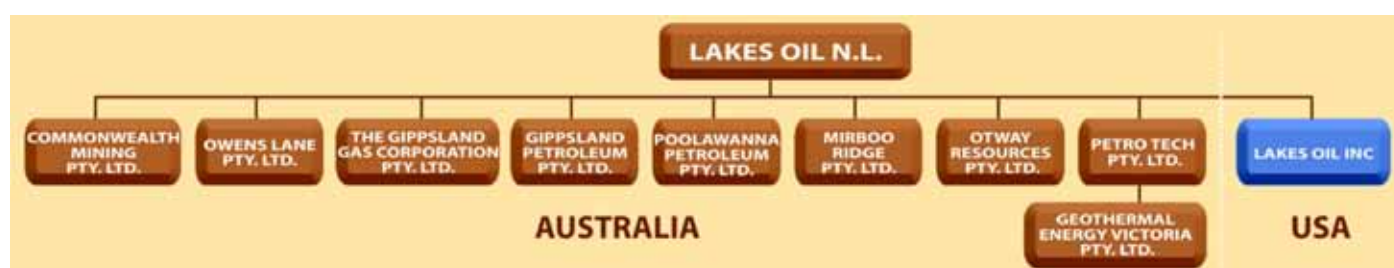 LAKES OIL N.L.
COMMONWEALTH
MINING
PTY. LTD.
OWENS LANE
PTY. LTD.
THE GIPPSLAND
GAS CORPORATION
PTY. LTD.
GIPPSLAND
PETROLEUM
PTY. LTD.
POOLAWANNA
PETROLEUM
PTY. LTD.
MIRBOO
RIDGE
PTY. LTD.
OTWAY
RESOURCES
PTY. LTD.
PETRO TECH
PTY. LTD.
LAKES OIL INC
AUSTRALIA
GEOTHERMAL
ENERGY VICTORIA
PTY. LTD.
USA